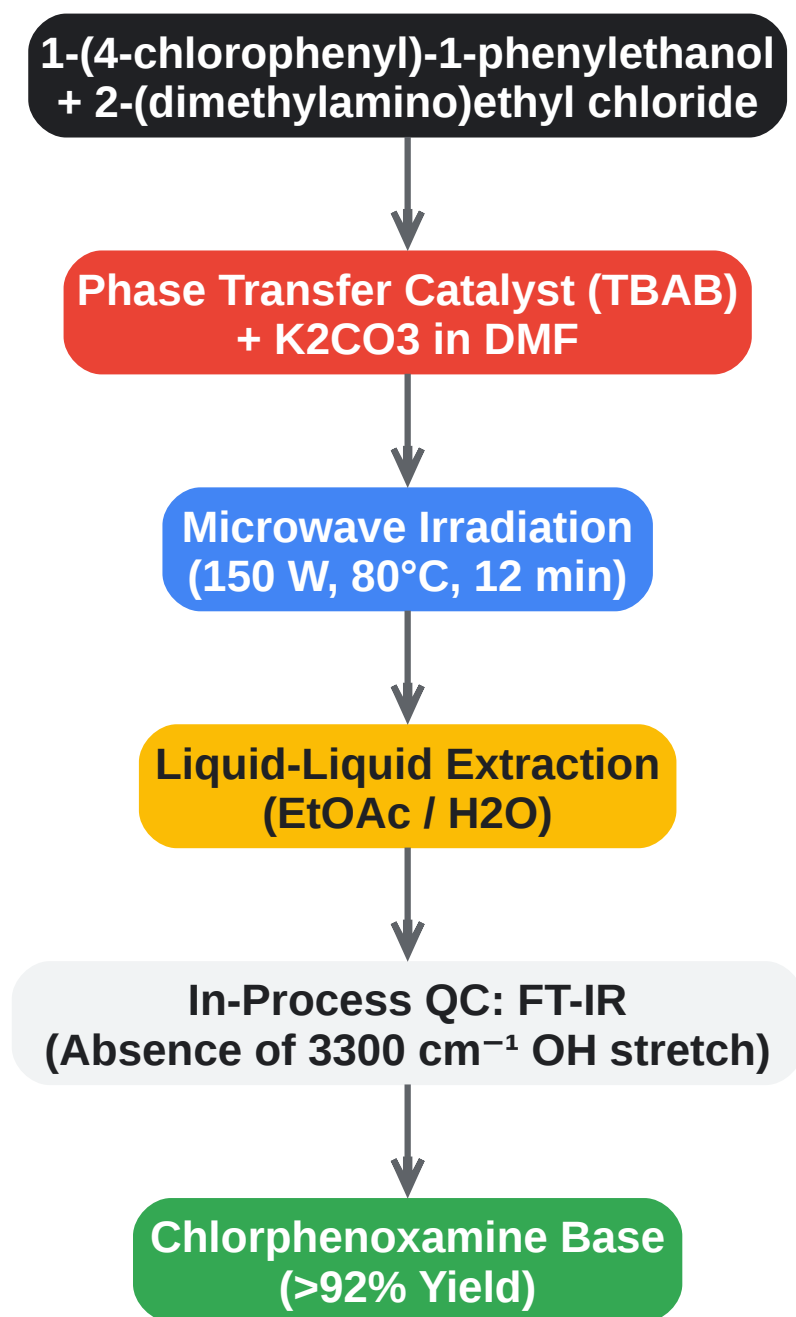 1-(4-chlorophenyl)-1-phenylethanol
+ 2-(dimethylamino)ethyl chloride
Phase Transfer Catalyst (TBAB)
+ K2CO3 in DMF
Microwave Irradiation
(150 W, 80°C, 12 min)
Liquid-Liquid Extraction
(EtOAc / H2O)
In-Process QC: FT-IR
(Absence of 3300 cm⁻¹ OH stretch)
Chlorphenoxamine Base
(>92% Yield)